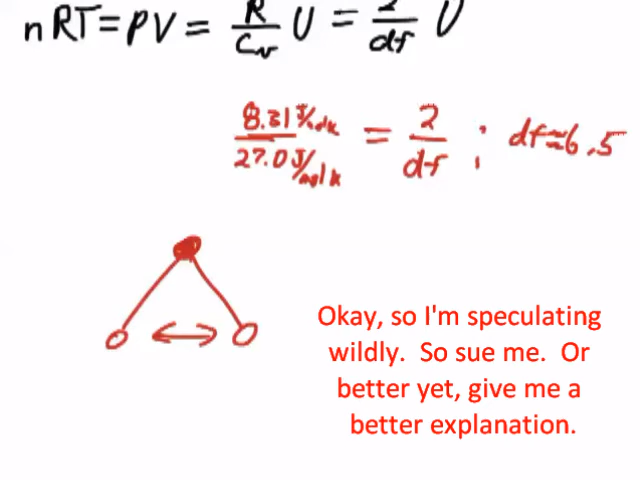 nRT = PV = R/Cv U = 2/df U
8.31 J/mol k / 27.0 J/mol k = 2/df ; df ≈ 6.5
Okay, so I'm speculating
wildly. So sue me. Or
better yet, give me a
better explanation.